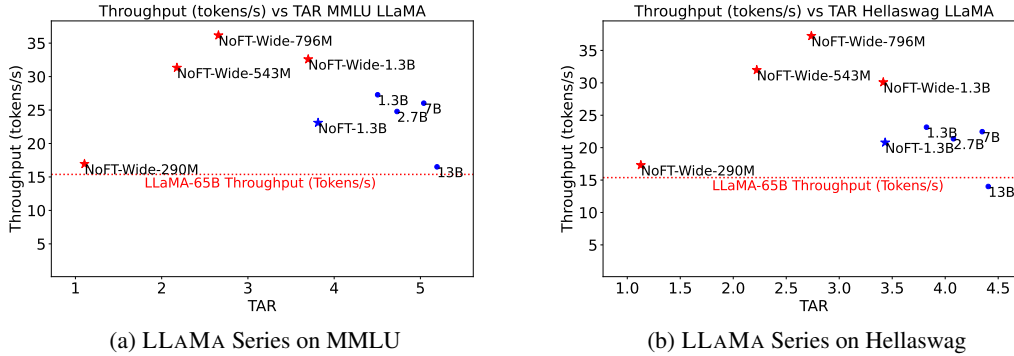 Throughput (tokens/s) vs TAR MMLU LLaMA
Throughput (tokens/s)
35
30
25
20
15
10
5
NoFT-Wide-796M
NoFT-Wide-543M
NoFT-Wide-1.3B
1.3B
7B
2.7B
NoFT-1.3B
NoFT-Wide-290M
13B
LLaMA-65B Throughput (Tokens/s)
1
2
3
4
5
TAR
(a) LLAMA Series on MMLU
Throughput (tokens/s) vs TAR Hellaswag LLaMA
Throughput (tokens/s)
35
30
25
20
15
10
5
NoFT-Wide-796M
NoFT-Wide-543M
NoFT-Wide-1.3B
1.3B
7B
2.7B
NoFT-1.3B
NoFT-Wide-290M
LLaMA-65B Throughput (Tokens/s)
13B
1.0
1.5
2.0
2.5
3.0
3.5
4.0
4.5
TAR
(b) LLAMA Series on Hellaswag